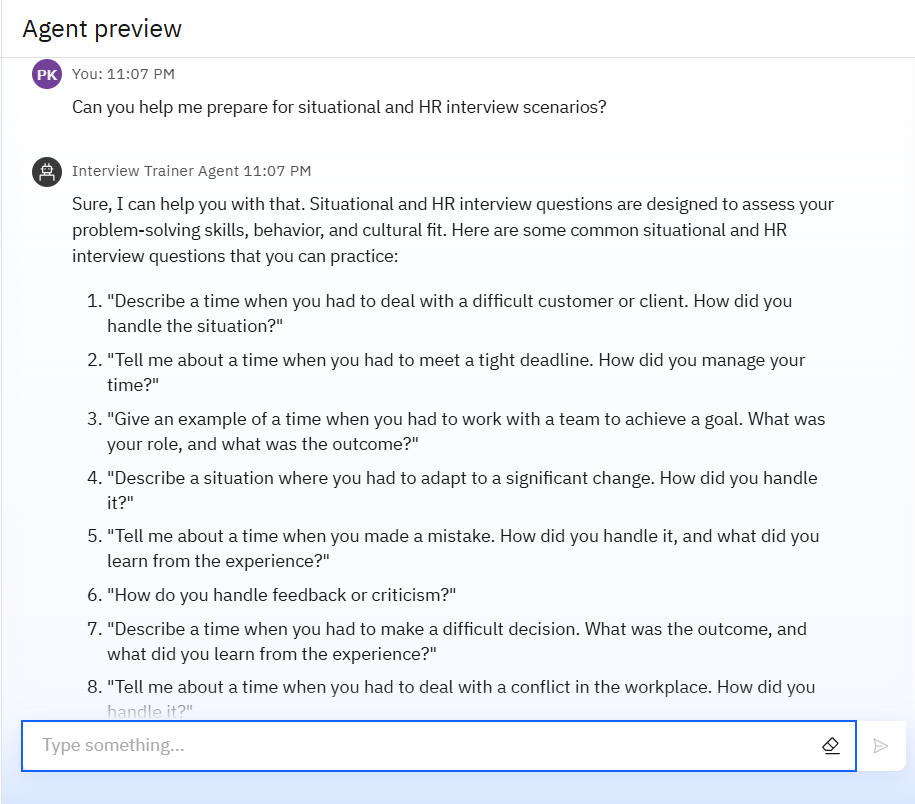 Agent preview
PK
You: 11:07 PM
Can you help me prepare for situational and HR interview scenarios?
Interview Trainer Agent 11:07 PM
Sure, I can help you with that. Situational and HR interview questions are designed to assess your
problem-solving skills, behavior, and cultural fit. Here are some common situational and HR
interview questions that you can practice:
1. "Describe a time when you had to deal with a difficult customer or client. How did you
handle the situation?"
2. "Tell me about a time when you had to meet a tight deadline. How did you manage your
time?"
3. "Give an example of a time when you had to work with a team to achieve a goal. What was
your role, and what was the outcome?"
4. "Describe a situation where you had to adapt to a significant change. How did you handle
it?"
5. "Tell me about a time when you made a mistake. How did you handle it, and what did you
learn from the experience?"
6. "How do you handle feedback or criticism?"
7. "Describe a time when you had to make a difficult decision. What was the outcome, and
what did you learn from the experience?"
8. "Tell me about a time when you had to deal with a conflict in the workplace. How did you
handle it?"
Type something...